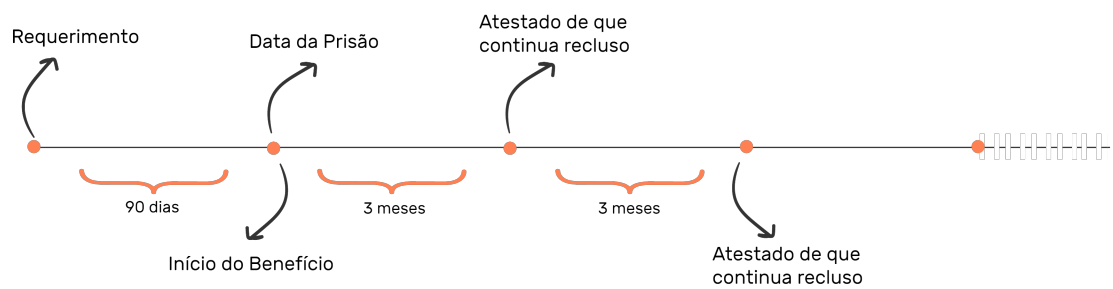 Requerimento
Data da Prisão
Atestado de que
continua recluso
90 dias
3 meses
3 meses
Início do Benefício
Atestado de que
continua recluso